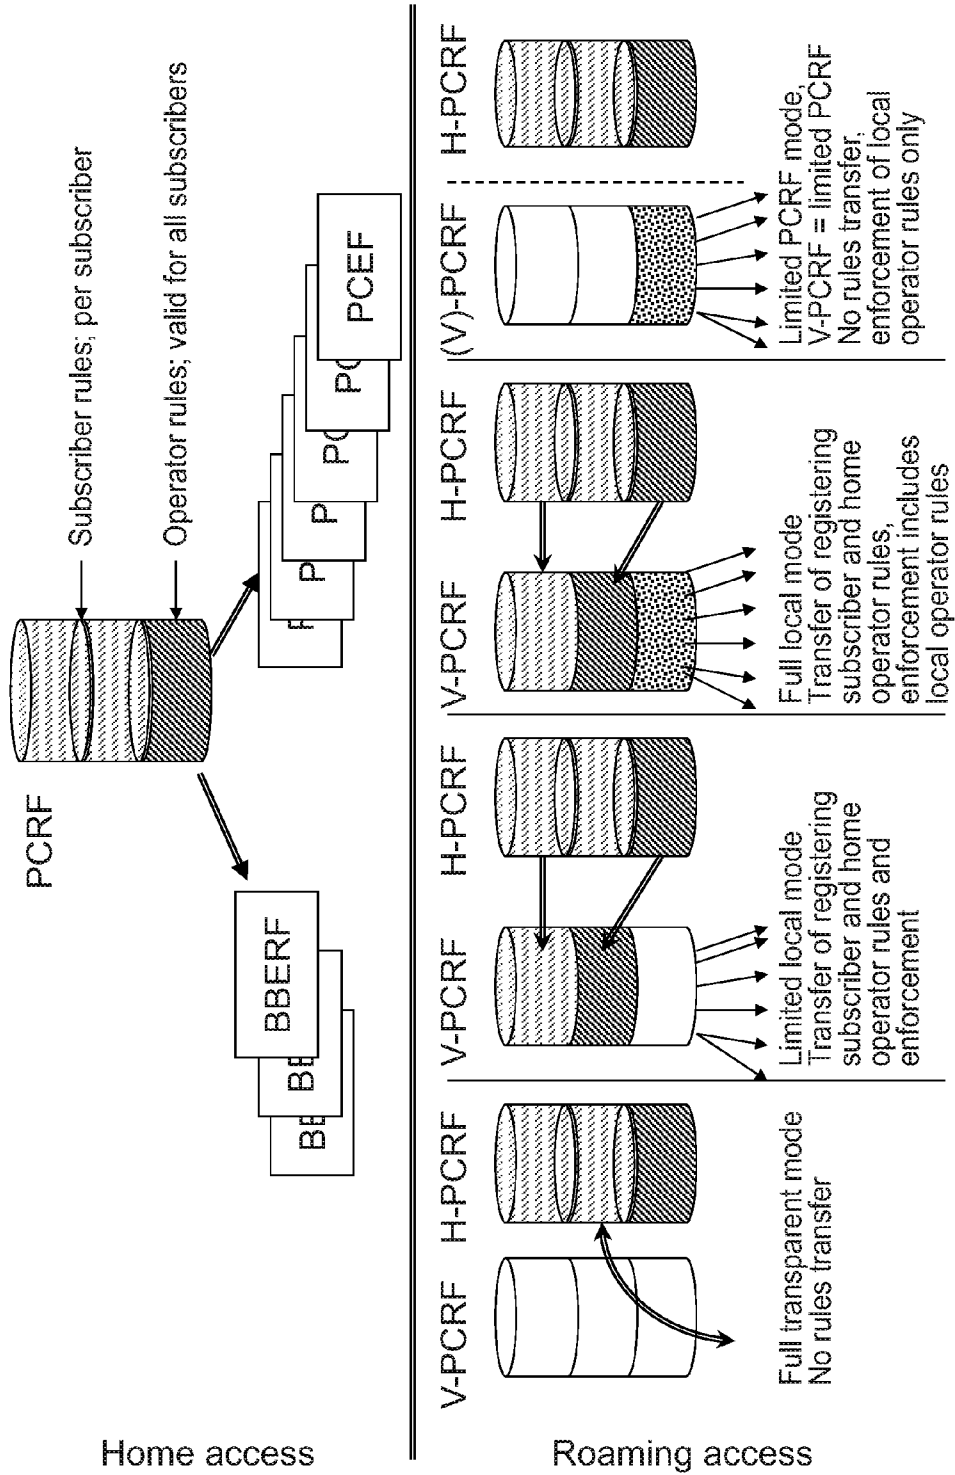 Home access
PCRF
Subscriber rules; per subscriber
Operator rules; valid for all subscribers
BBERF
BE
BE
PCEF
PC
PC
P
P
F
Roaming access
V-PCRF
H-PCRF
Full transparent mode
No rules transfer
V-PCRF
H-PCRF
Limited local mode
Transfer of registering
subscriber and home
operator rules and
enforcement
V-PCRF
H-PCRF
Full local mode
Transfer of registering
subscriber and home
operator rules,
enforcement includes
local operator rules
(V)-PCRF
H-PCRF
Limited PCRF mode,
V-PCRF = limited PCRF
No rules transfer,
enforcement of local
operator rules only